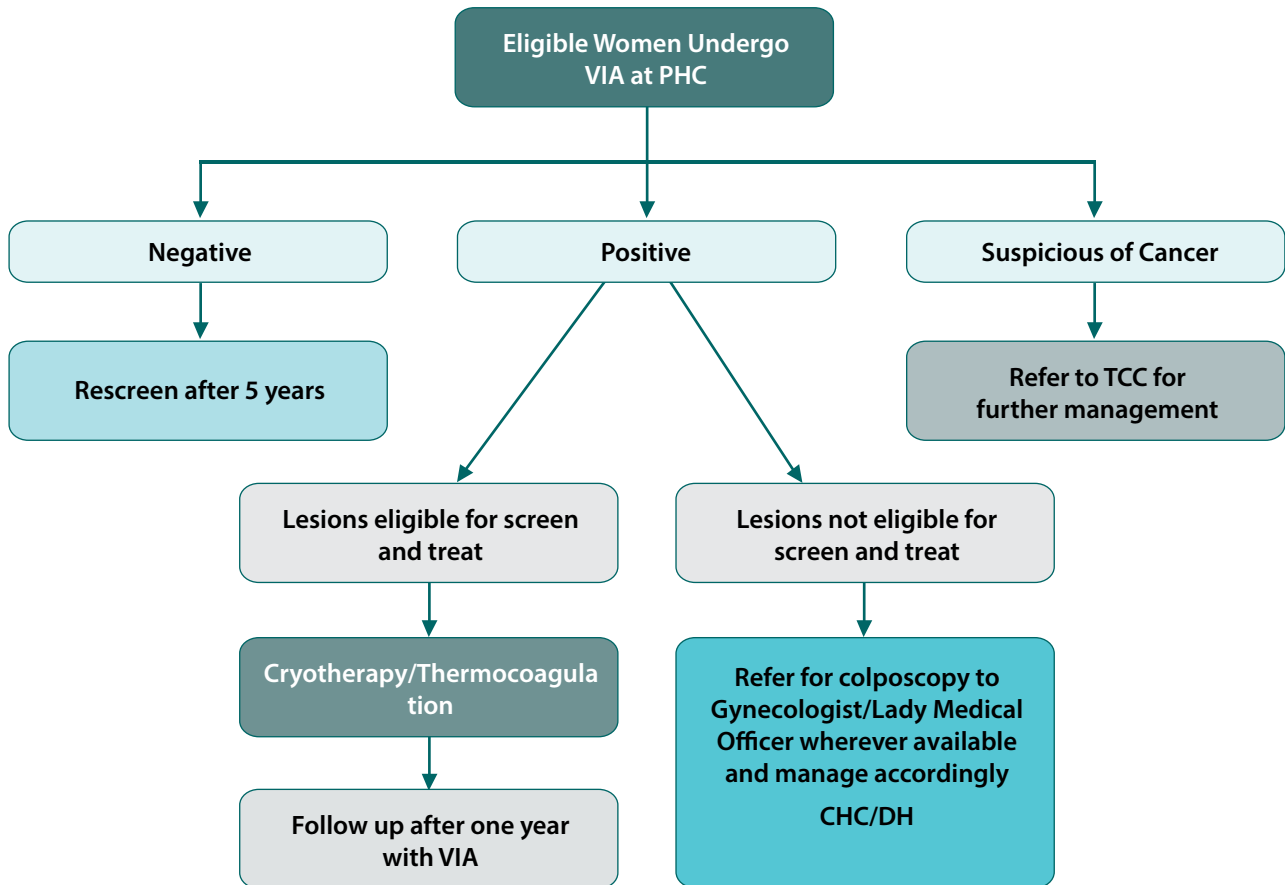 Eligible Women Undergo
VIA at PHC
Negative
Positive
Suspicious of Cancer
Rescreen after 5 years
Refer to TCC for
further management
Lesions eligible for screen
and treat
Lesions not eligible for
screen and treat
Cryotherapy/Thermocoagula
tion
Refer for colposcopy to
Gynecologist/Lady Medical
Officer wherever available
and manage accordingly
CHC/DH
Follow up after one year
with VIA